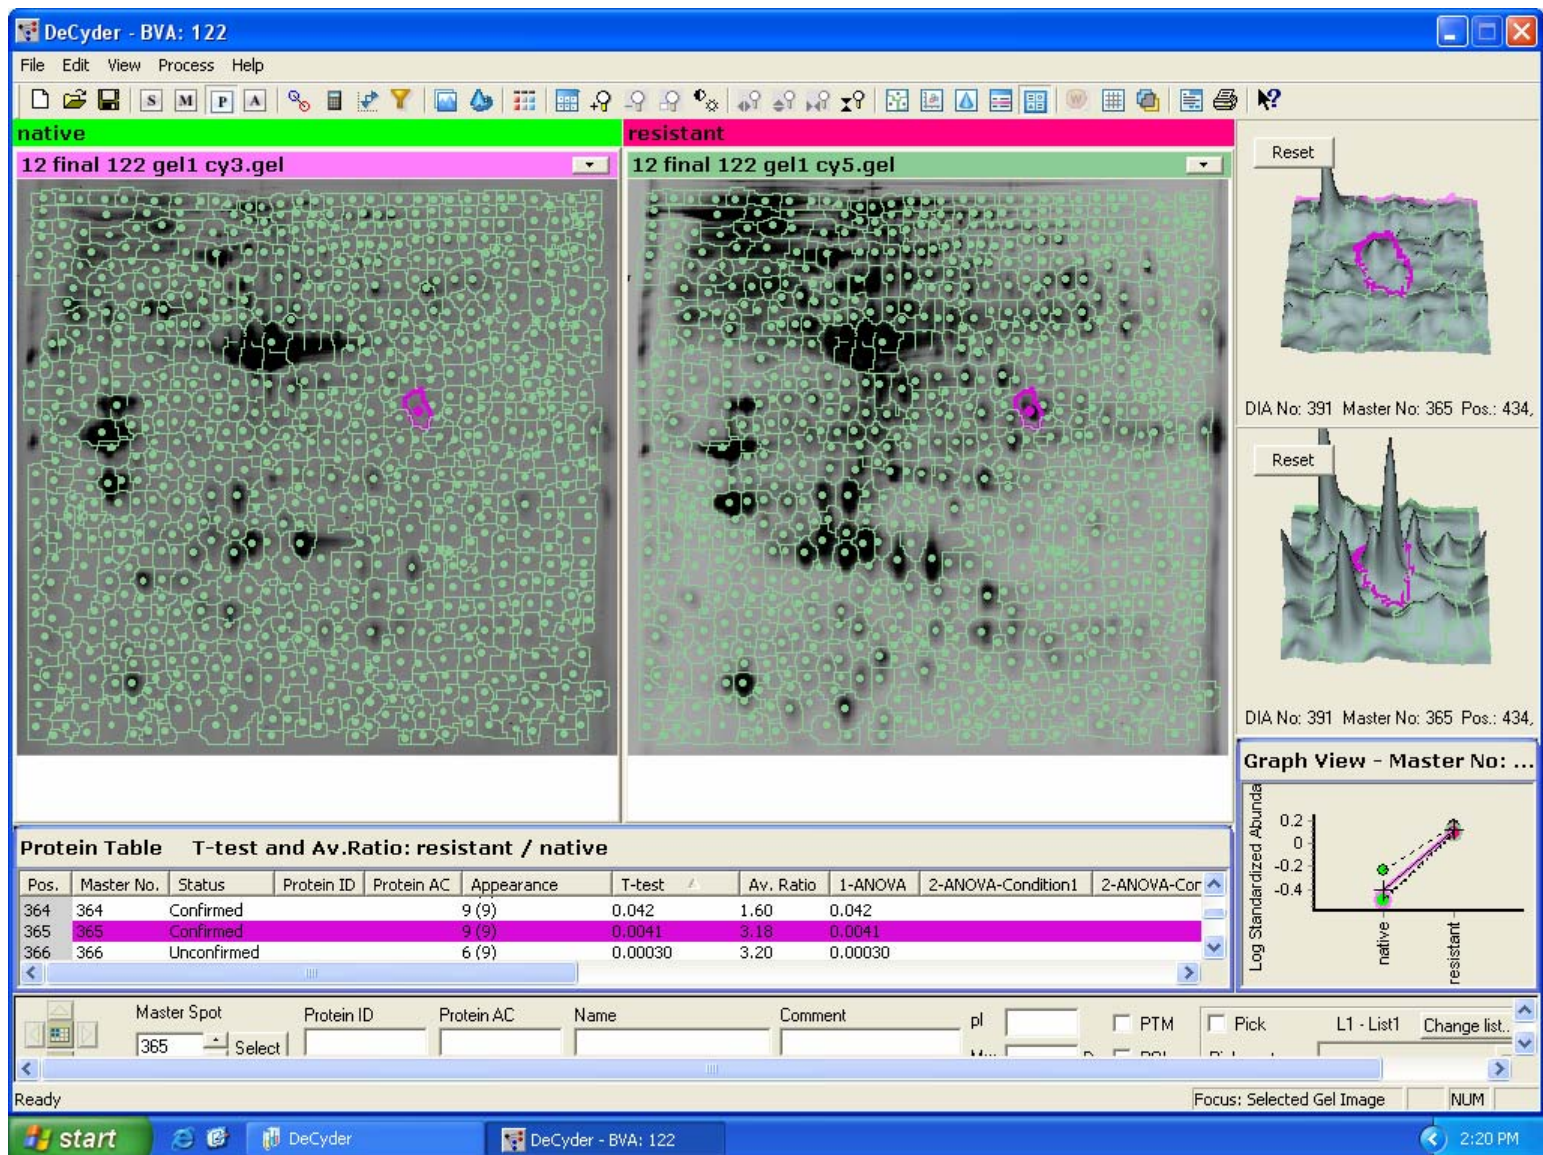 DeCyder - BVA: 122
File Edit View Process Help
S M P A
native
resistant
12 final 122 gel1 cy3.gel
12 final 122 gel1 cy5.gel
Reset
DIA No: 391 Master No: 365 Pos.: 434,
Reset
DIA No: 391 Master No: 365 Pos.: 434,
Graph View - Master No: ...
Log Standardized Abunda
0.2
0
-0.2
-0.4
native
resistant
Protein Table T-test and Av.Ratio: resistant / native
Pos. Master No. Status Protein ID Protein AC Appearance T-test Av. Ratio 1-ANOVA 2-ANOVA-Condition1 2-ANOVA-Cor
364 364 Confirmed 9 (9) 0.042 1.60 0.042
365 365 Confirmed 9 (9) 0.0041 3.18 0.0041
366 366 Unconfirmed 6 (9) 0.00030 3.20 0.00030
Master Spot Protein ID Protein AC Name Comment pI PTM Pick L1 - List1 Change list..
365 Select
Ready
Focus: Selected Gel Image NUM
start DeCyder DeCyder - BVA: 122 2:20 PM